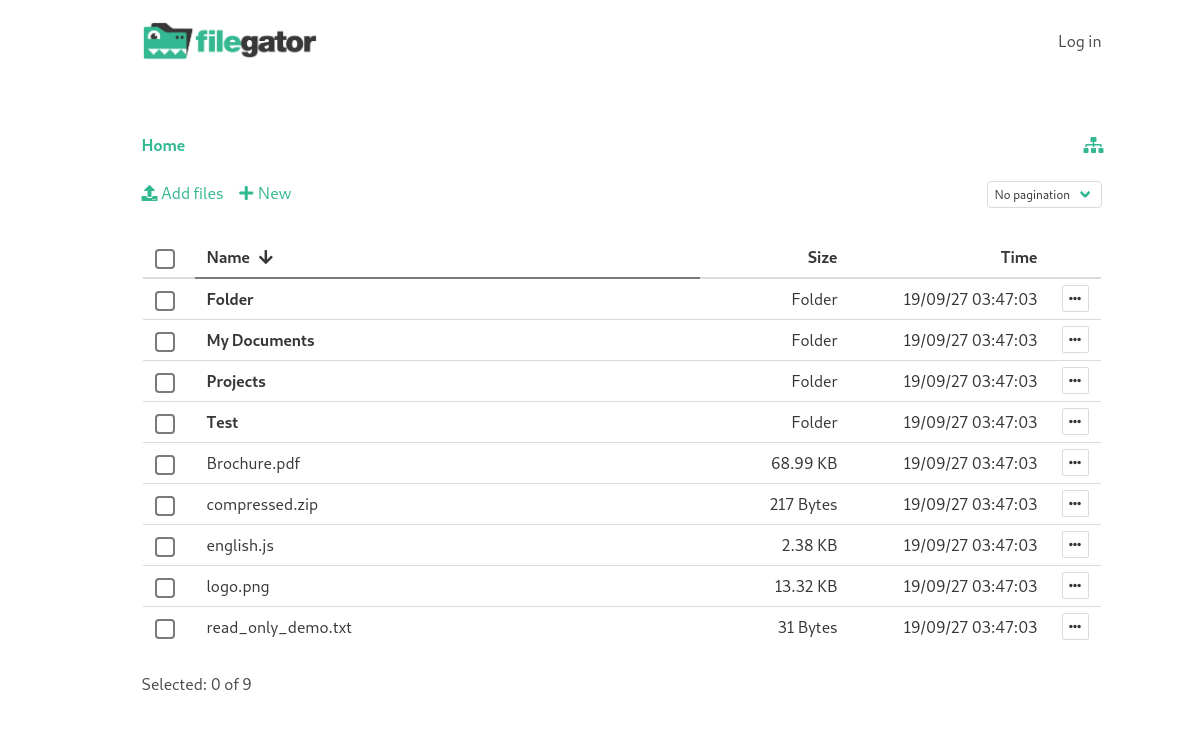 filegator
Log in
Home
Add files New
No pagination
Name Size Time
Folder Folder 19/09/27 03:47:03
My Documents Folder 19/09/27 03:47:03
Projects Folder 19/09/27 03:47:03
Test Folder 19/09/27 03:47:03
Brochure.pdf 68.99 KB 19/09/27 03:47:03
compressed.zip 217 Bytes 19/09/27 03:47:03
english.js 2.38 KB 19/09/27 03:47:03
logo.png 13.32 KB 19/09/27 03:47:03
read_only_demo.txt 31 Bytes 19/09/27 03:47:03
Selected: 0 of 9